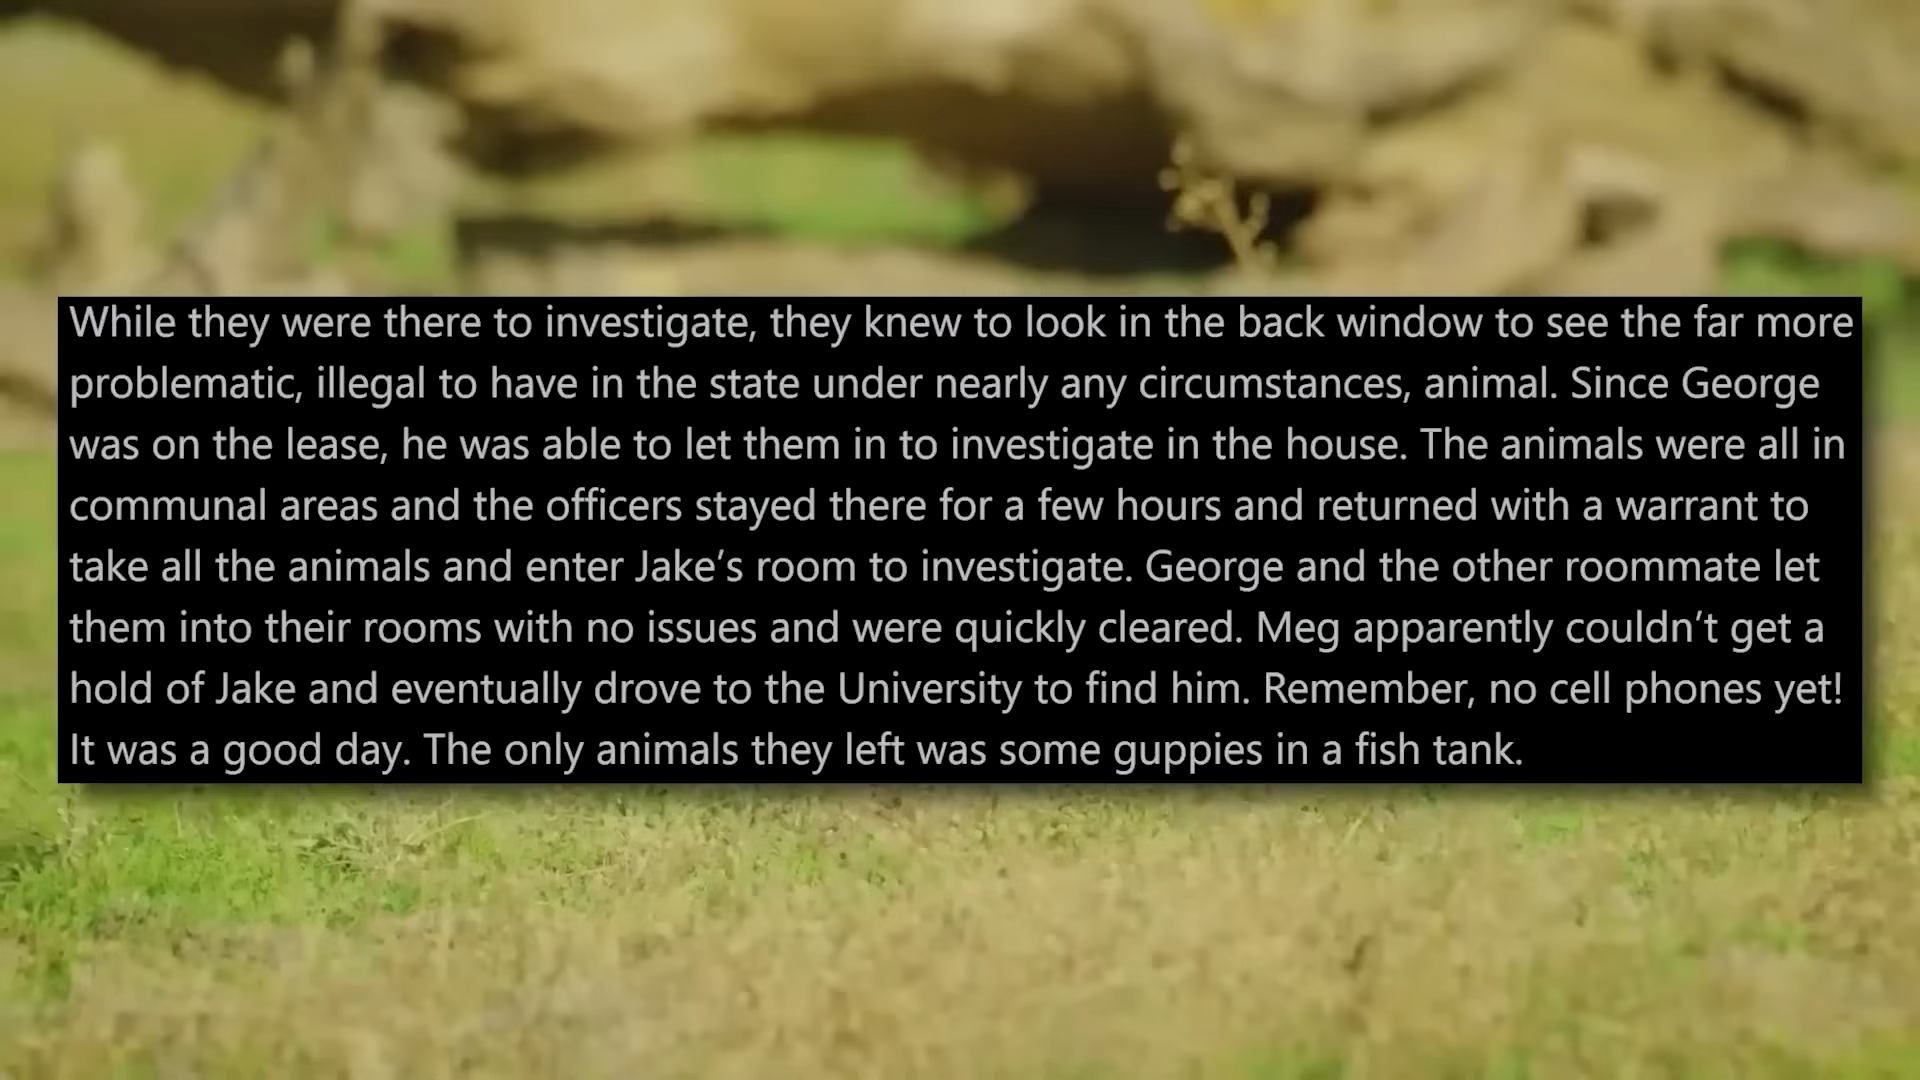 While they were there to investigate, they knew to look in the back window to see the far more
problematic, illegal to have in the state under nearly any circumstances, animal. Since George
was on the lease, he was able to let them in to investigate in the house. The animals were all in
communal areas and the officers stayed there for a few hours and returned with a warrant to
take all the animals and enter Jake’s room to investigate. George and the other roommate let
them into their rooms with no issues and were quickly cleared. Meg apparently couldn’t get a
hold of Jake and eventually drove to the University to find him. Remember, no cell phones yet!
It was a good day. The only animals they left was some guppies in a fish tank.